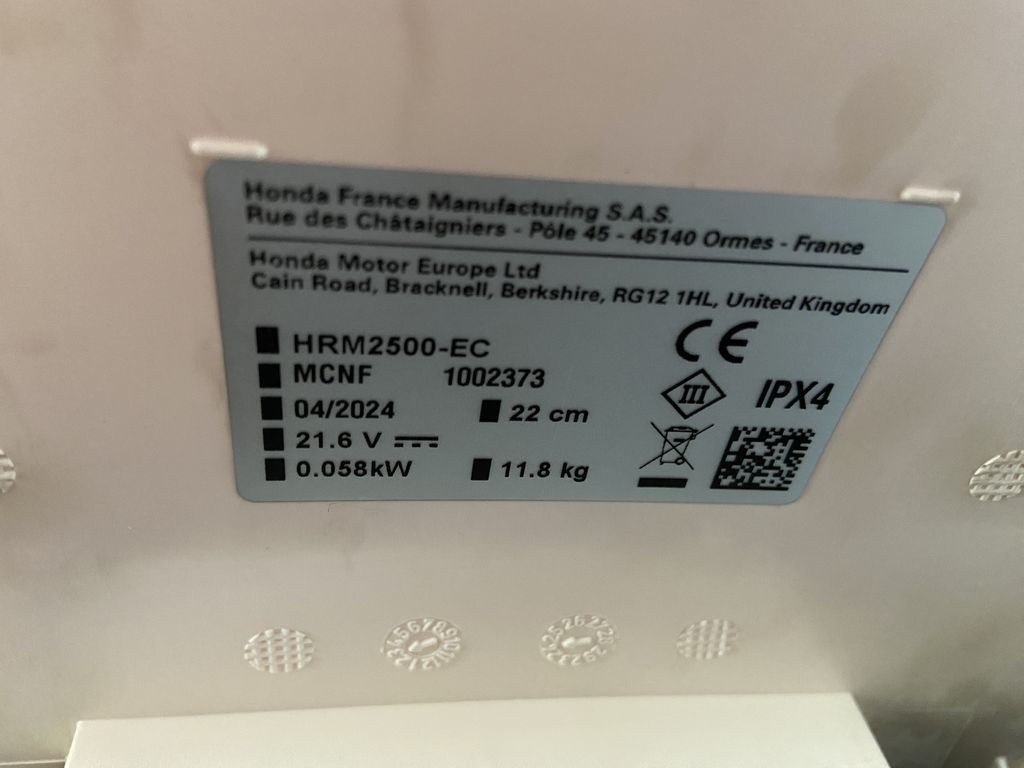 Honda France Manufacturing S.A.S.
Rue des Châtaigniers - Pôle 45 - 45140 Ormes - France
Honda Motor Europe Ltd
Cain Road, Bracknell, Berkshire, RG12 1HL, United Kingdom
HRM2500-EC
CE
MCNF 1002373
III IPX4
04/2024 22 cm
21.6 V
0.058kW 11.8 kg